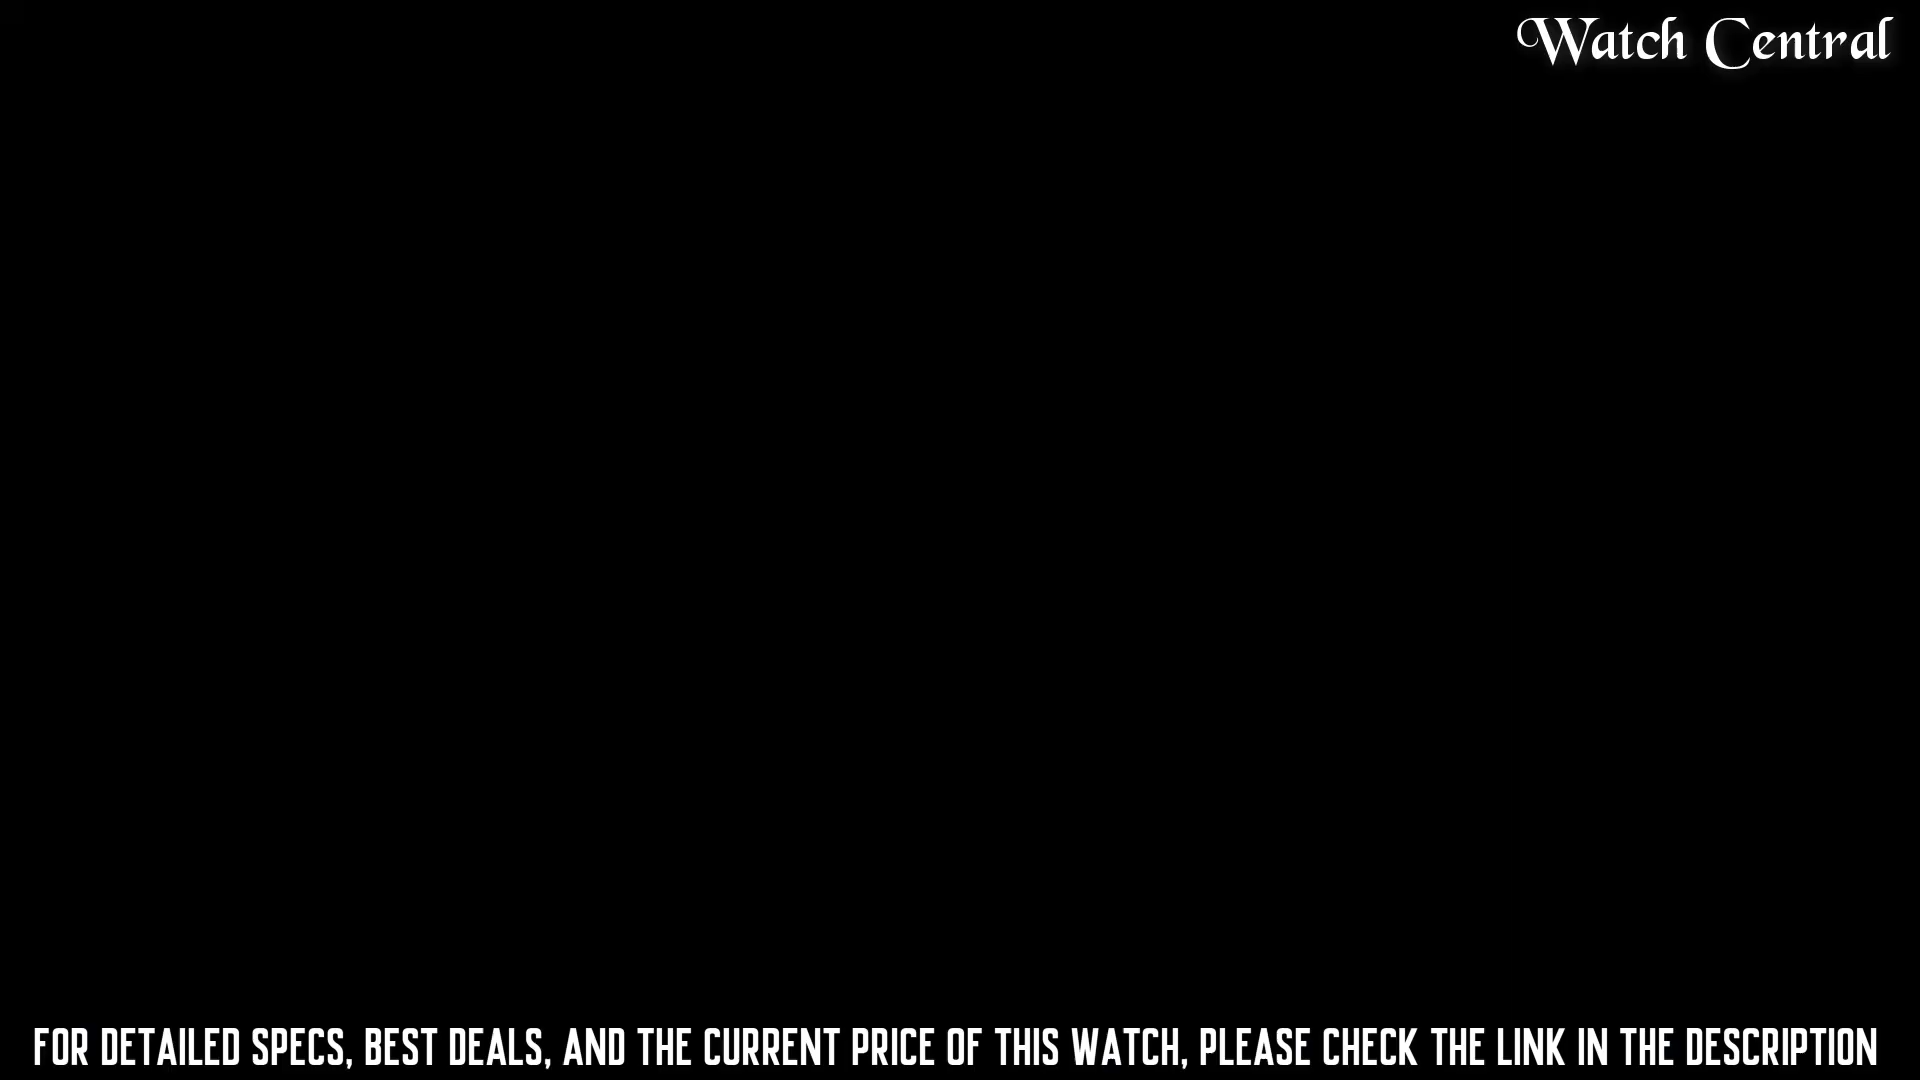 Watch Central
FOR DETAILED SPECS, BEST DEALS, AND THE CURRENT PRICE OF THIS WATCH, PLEASE CHECK THE LINK IN THE DESCRIPTION